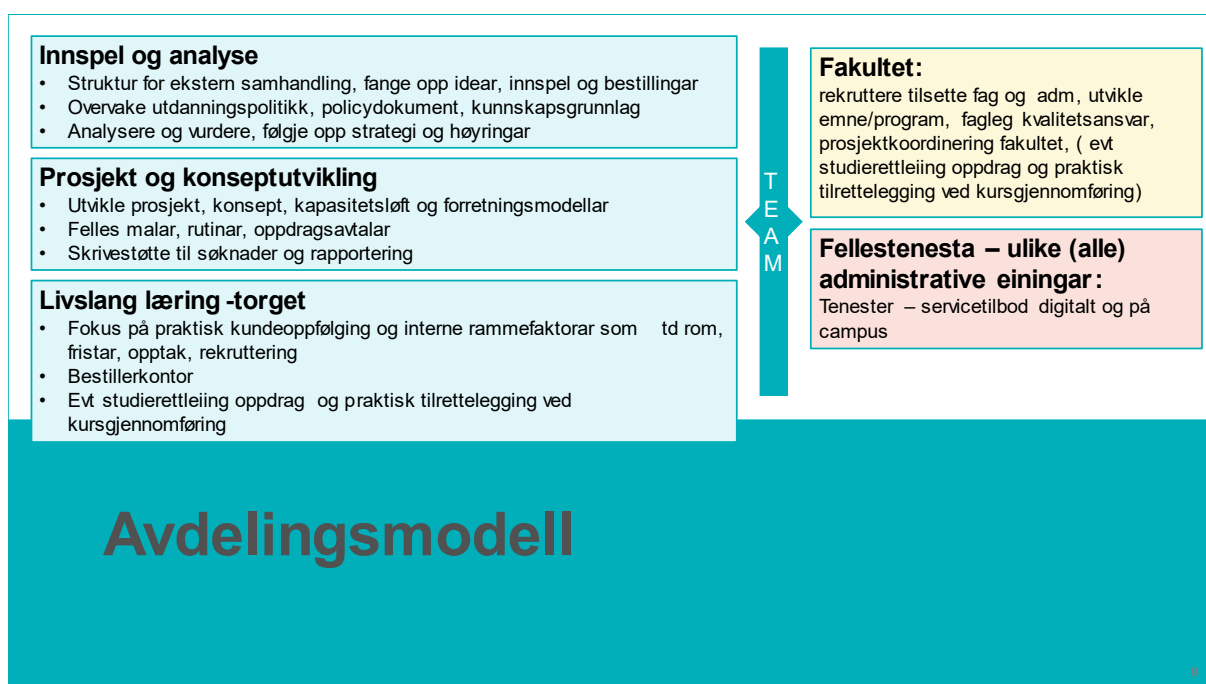 Innspel og analyse
• Struktur for ekstern samhandling, fange opp idear, innspel og bestillingar
• Overvake utdanningspolitikk, policydokument, kunnskapsgrunnlag
• Analysere og vurdere, følgje opp strategi og høyringar
Prosjekt og konseptutvikling
• Utvikle prosjekt, konsept, kapasitetsløft og forretningsmodellar
• Felles malar, rutinar, oppdragsavtalar
• Skrivestøtte til søknader og rapportering
Livslang læring -torget
• Fokus på praktisk kundeoppfølging og interne rammefaktorar som td rom,
fristar, opptak, rekruttering
• Bestillerkontor
• Evt studierettleiing oppdrag og praktisk tilrettelegging ved
kursgjennomføring
T
E
A
M
Fakultet:
rekruttere tilsette fag og adm, utvikle
emne/program, fagleg kvalitetsansvar,
prosjektkoordinering fakultet, ( evt
studierettleiing oppdrag og praktisk
tilrettelegging ved kursgjennomføring)
Fellestenesta – ulike (alle)
administrative einingar:
Tenester – servicetilbod digitalt og på
campus
Avdelingsmodell